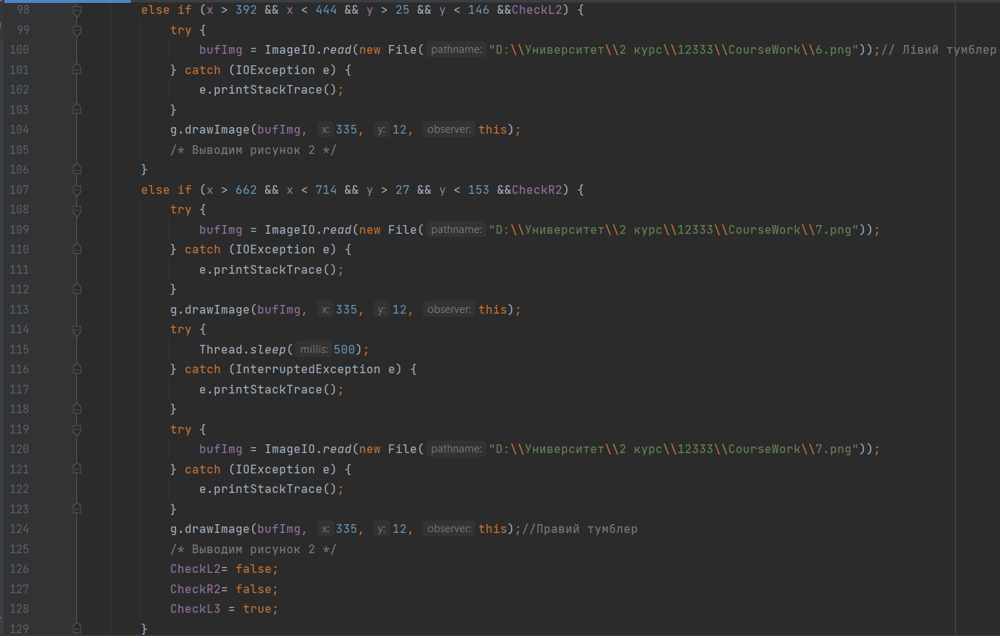 98 else if (x > 392 && x < 444 && y > 25 && y < 146 &&CheckL2) {
99 try {
100 bufImg = ImageIO.read(new File( pathname: "D:\\Университет\\2 курс\\12333\\CourseWork\\6.png"));// Лівий тумблер
101 } catch (IOException e) {
102 e.printStackTrace();
103 }
104 g.drawImage(bufImg, x: 335, y: 12, observer: this);
105 /* Выводим рисунок 2 */
106 }
107 else if (x > 662 && x < 714 && y > 27 && y < 153 &&CheckR2) {
108 try {
109 bufImg = ImageIO.read(new File( pathname: "D:\\Университет\\2 курс\\12333\\CourseWork\\7.png"));
110 } catch (IOException e) {
111 e.printStackTrace();
112 }
113 g.drawImage(bufImg, x: 335, y: 12, observer: this);
114 try {
115 Thread.sleep( millis: 500);
116 } catch (InterruptedException e) {
117 e.printStackTrace();
118 }
119 try {
120 bufImg = ImageIO.read(new File( pathname: "D:\\Университет\\2 курс\\12333\\CourseWork\\7.png"));
121 } catch (IOException e) {
122 e.printStackTrace();
123 }
124 g.drawImage(bufImg, x: 335, y: 12, observer: this);//Правий тумблер
125 /* Выводим рисунок 2 */
126 CheckL2= false;
127 CheckR2= false;
128 CheckL3 = true;
129 }